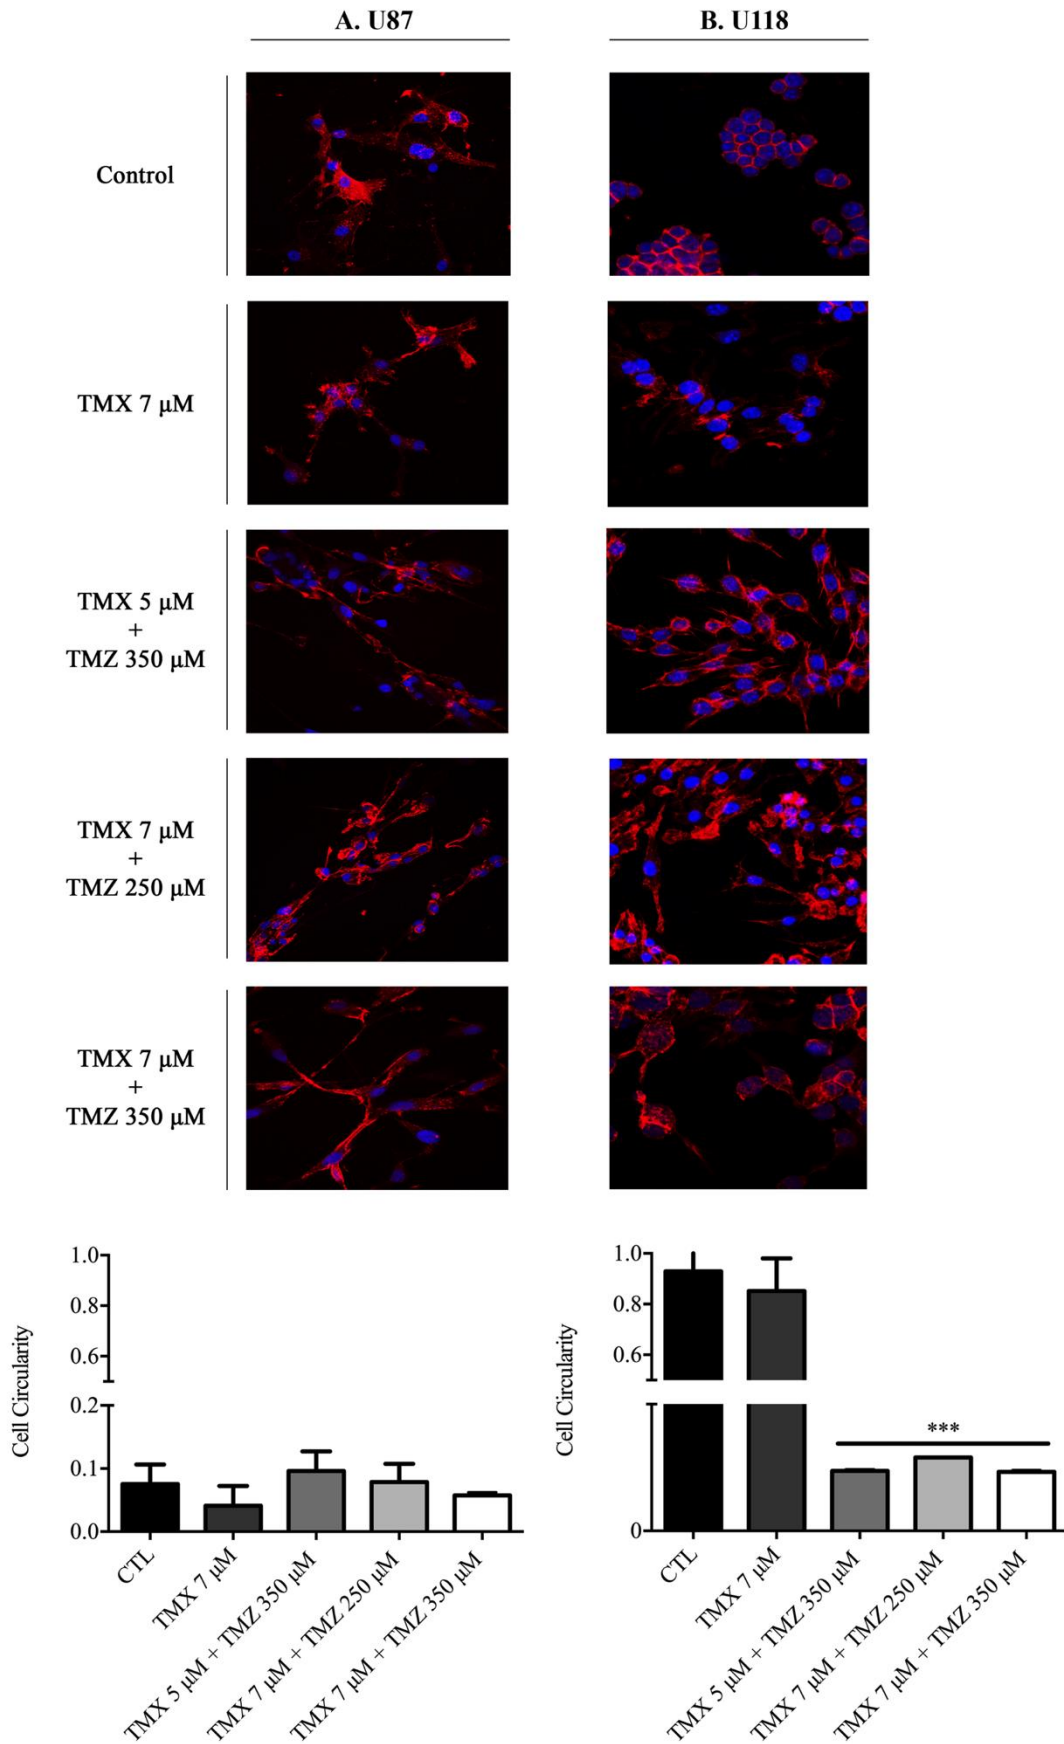 A. U87
B. U118
Control
TMX 7 µM
TMX 5 µM
+
TMZ 350 µM
TMX 7 µM
+
TMZ 250 µM
TMX 7 µM
+
TMZ 350 µM
Cell Circularity
1.0
0.8
0.6
0.2
0.1
0.0
CTL
TMX 7 µM
TMX 5 µM + TMZ 350 µM
TMX 7 µM + TMZ 250 µM
TMX 7 µM + TMZ 350 µM
Cell Circularity
1.0
0.8
0.6
0
***
CTL
TMX 7 µM
TMX 5 µM + TMZ 350 µM
TMX 7 µM + TMZ 250 µM
TMX 7 µM + TMZ 350 µM